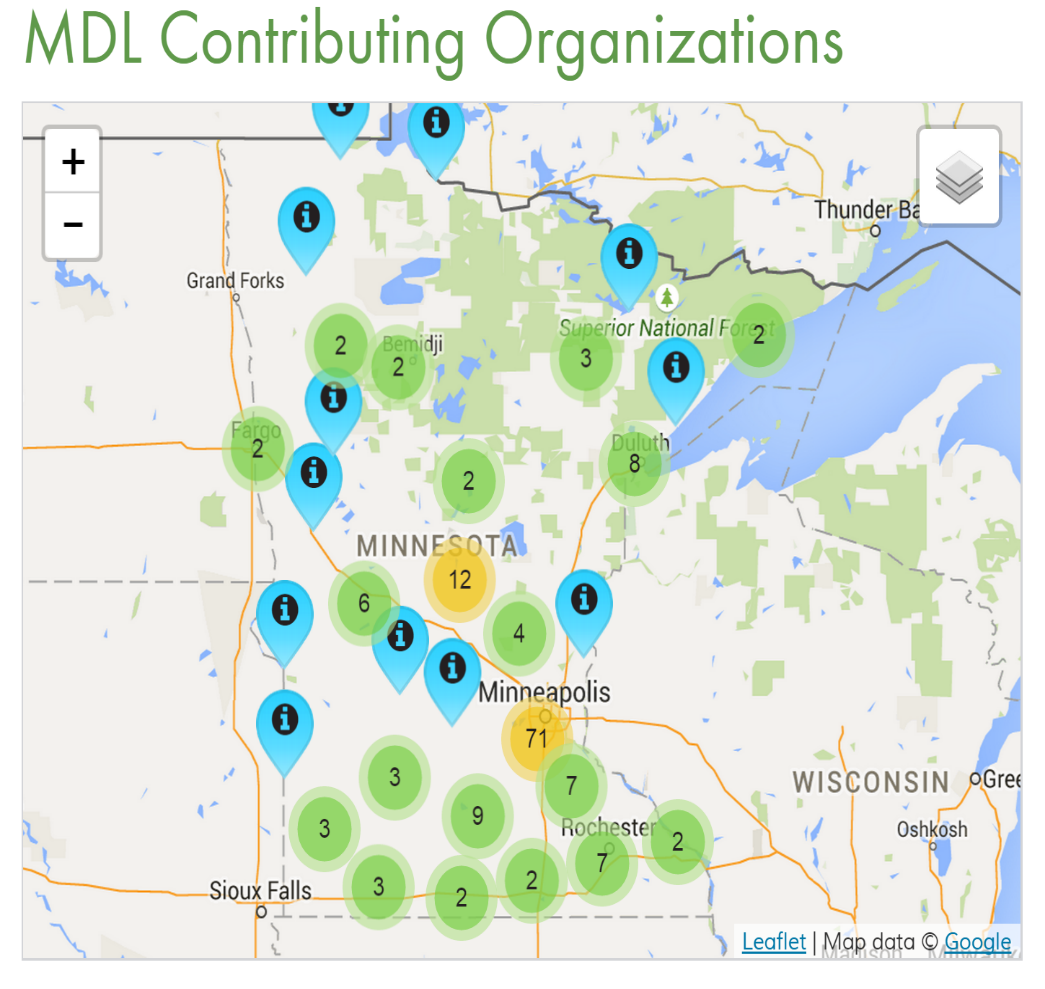 MDL Contributing Organizations
+
−
i
i
i
Thunder Ba
i
Grand Forks
Superior National Forest
2
2
Bemidji
2
3
i
i
Fargo
2
Duluth
8
i
2
MINNESOTA
12
6
i
i
4
i
i
Minneapolis
71
i
3
7
WISCONSIN
Gree
9
3
Rochester
Oshkosh
2
7
3
2
2
Sioux Falls
Leaflet | Map data © Google
Madison